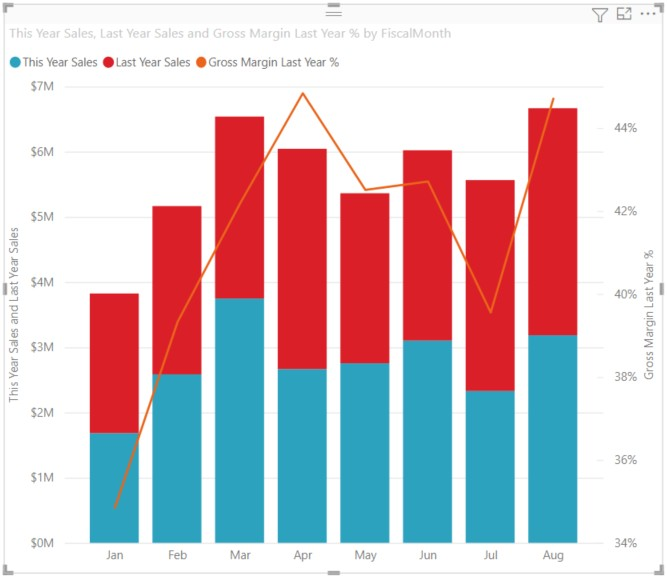 This Year Sales, Last Year Sales and Gross Margin Last Year % by FiscalMonth
This Year Sales Last Year Sales Gross Margin Last Year %
This Year Sales and Last Year Sales
$7M
$6M
$5M
$4M
$3M
$2M
$1M
$0M
44%
42%
40%
38%
36%
34%
Gross Margin Last Year %
Jan Feb Mar Apr May Jun Jul Aug